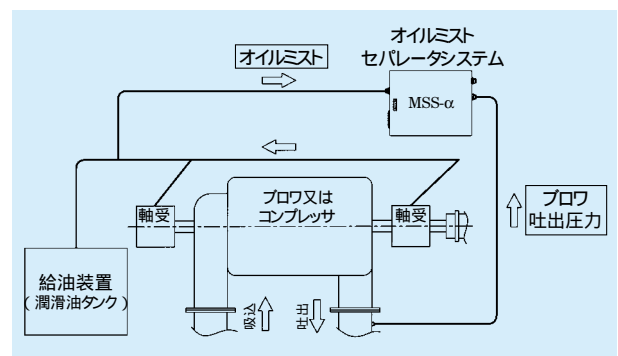 オイルミスト
オイルミスト
セパレータシステム
MSS-α
軸受
ブロワ又は
コンプレッサ
軸受
ブロワ
吐出圧力
給油装置
(潤滑油タンク)
吸込
吐出